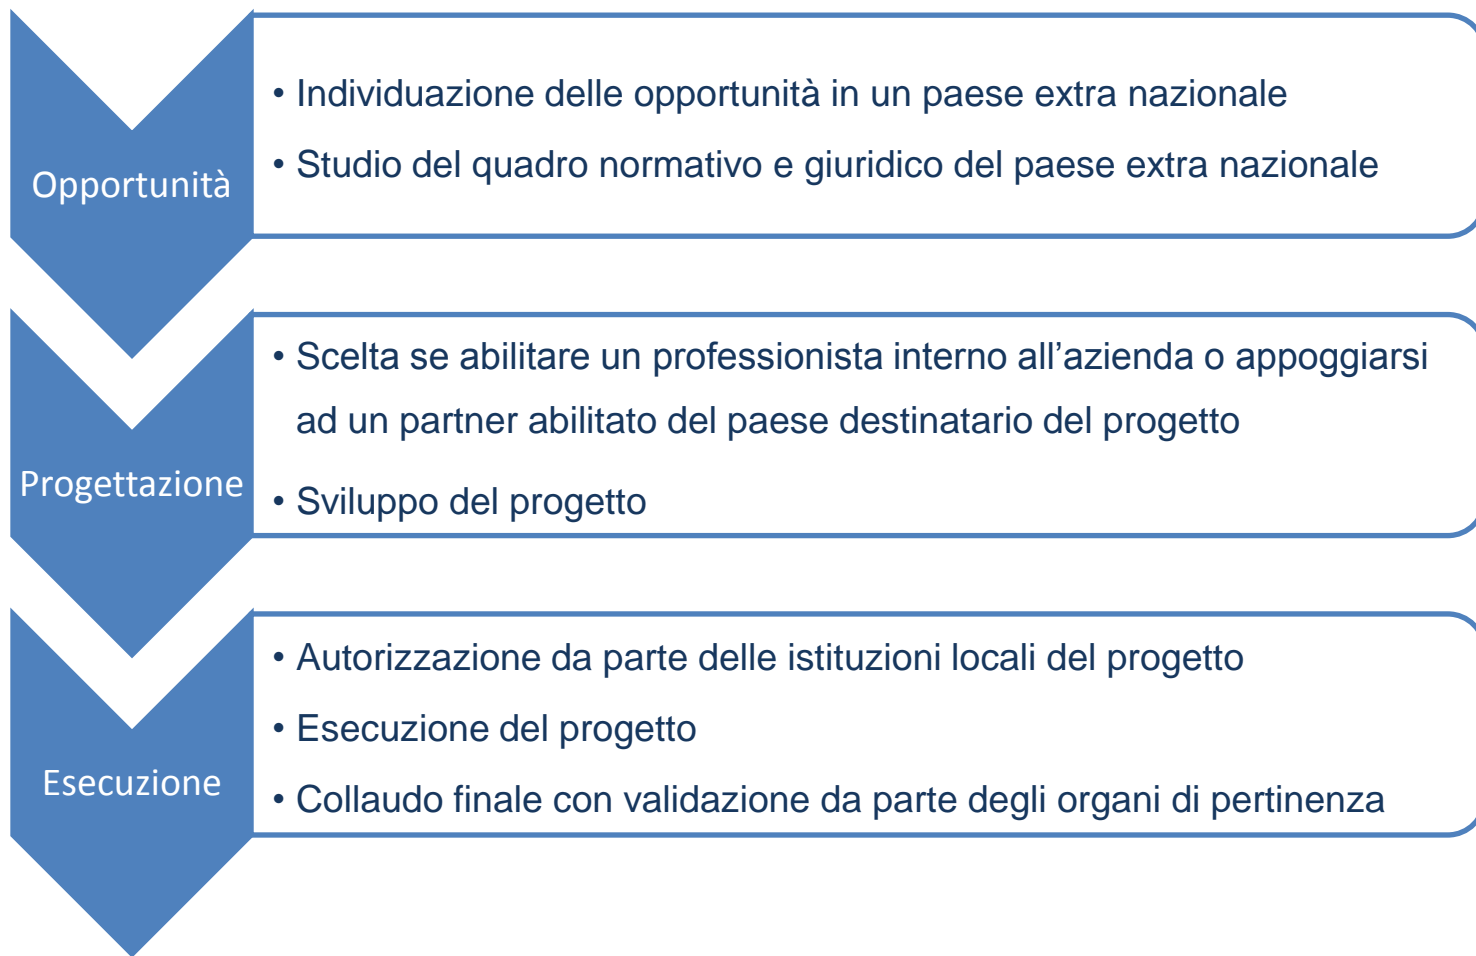 Opportunità
• Individuazione delle opportunità in un paese extra nazionale
• Studio del quadro normativo e giuridico del paese extra nazionale
Progettazione
• Scelta se abilitare un professionista interno all’azienda o appoggiarsi
ad un partner abilitato del paese destinatario del progetto
• Sviluppo del progetto
Esecuzione
• Autorizzazione da parte delle istituzioni locali del progetto
• Esecuzione del progetto
• Collaudo finale con validazione da parte degli organi di pertinenza